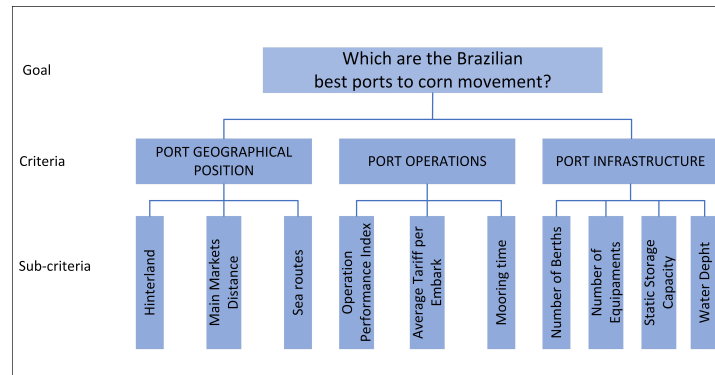 Goal
Which are the Brazilian
best ports to corn movement?
Criteria
PORT GEOGRAPHICAL
POSITION
PORT OPERATIONS
PORT INFRASTRUCTURE
Sub-criteria
Hinterland
Main Markets
Distance
Sea routes
Operation
Performance Index
Average Tariff per
Embark
Mooring time
Number of Berths
Number of
Equipaments
Static Storage
Capacity
Water Depht